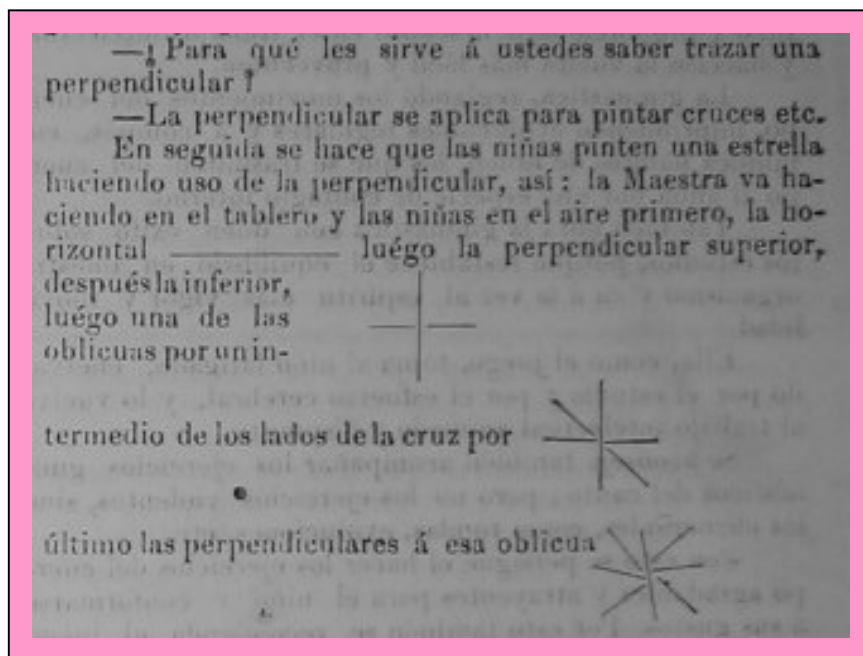 —¿Para qué les sirve á ustedes saber trazar una
perpendicular?
—La perpendicular se aplica para pintar cruces etc.
En seguida se hace que las niñas pinten una estrella
haciendo uso de la perpendicular, así: la Maestra va ha-
ciendo en el tablero y las niñas en el aire primero, la ho-
rizontal ———— luégo la perpendicular superior,
después la inferior,
luégo una de las
oblicuas por un in-
termedio de los lados de la cruz por
último las perpendiculares á esa oblicua